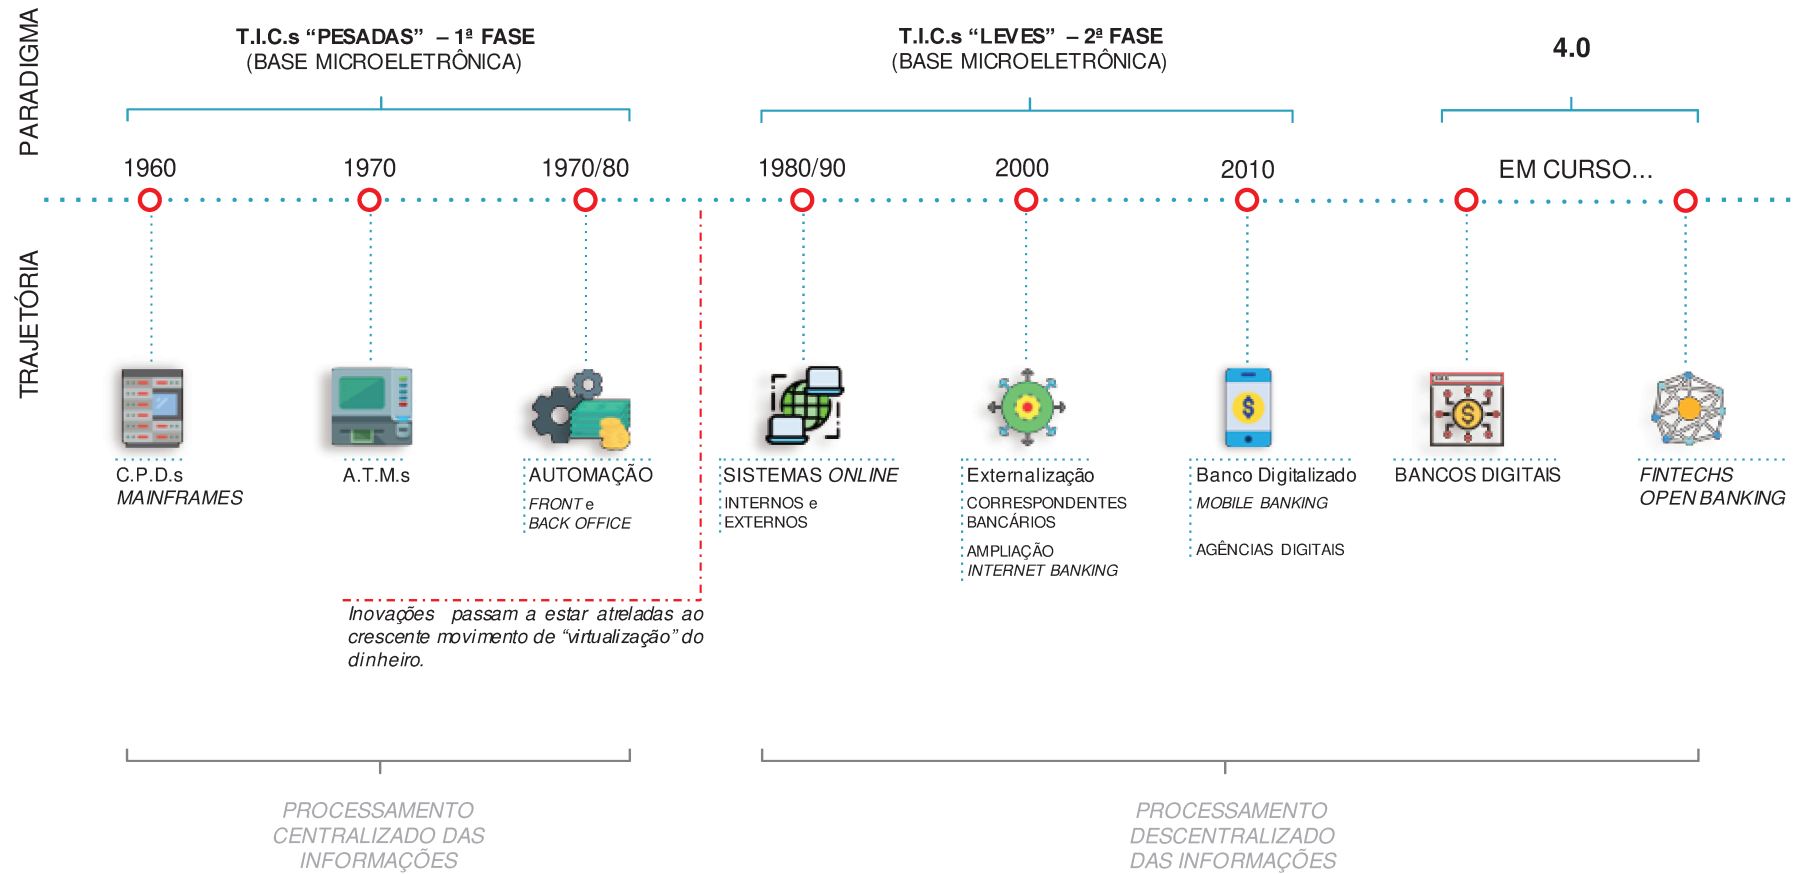 PARADIGMA
T.I.C.s “PESADAS” – 1ª FASE
(BASE MICROELETRÔNICA)
T.I.C.s “LEVES” – 2ª FASE
(BASE MICROELETRÔNICA)
4.0
1960
1970
1970/80
1980/90
2000
2010
EM CURSO...
TRAJETÓRIA
C.P.D.s
MAINFRAMES
A.T.M.s
AUTOMAÇÃO
FRONT e
BACK OFFICE
SISTEMAS ONLINE
INTERNOS e
EXTERNOS
Externalização
CORRESPONDENTES
BANCÁRIOS
AMPLIAÇÃO
INTERNET BANKING
Banco Digitalizado
MOBILE BANKING
AGÊNCIAS DIGITAIS
BANCOS DIGITAIS
FINTECHS
OPEN BANKING
Inovações passam a estar atreladas ao
crescente movimento de “virtualização” do
dinheiro.
PROCESSAMENTO
CENTRALIZADO DAS
INFORMAÇÕES
PROCESSAMENTO
DESCENTRALIZADO
DAS INFORMAÇÕES